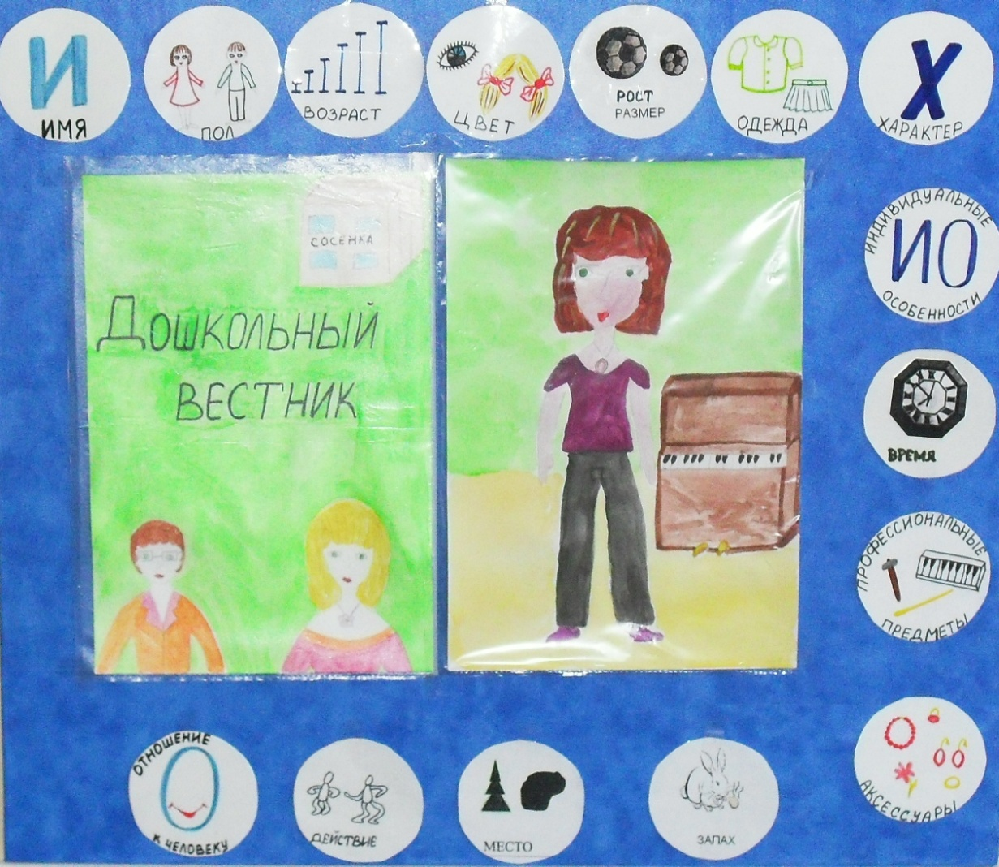 И
ИМЯ
ПОЛ
ВОЗРАСТ
ЦВЕТ
РОСТ
РАЗМЕР
ОДЕЖДА
Х
ХАРАКТЕР
СОСЕНКА
ДОШКОЛЬНЫЙ
ВЕСТНИК
ИНДИВИДУАЛЬНЫЕ
ИО
ОСОБЕННОСТИ
ВРЕМЯ
ПРОФЕССИОНАЛЬНЫЕ
ПРЕДМЕТЫ
АКСЕССУАРЫ
ОТНОШЕНИЕ
О
К ЧЕЛОВЕКУ
ДЕЙСТВИЕ
МЕСТО
ЗАПАХ